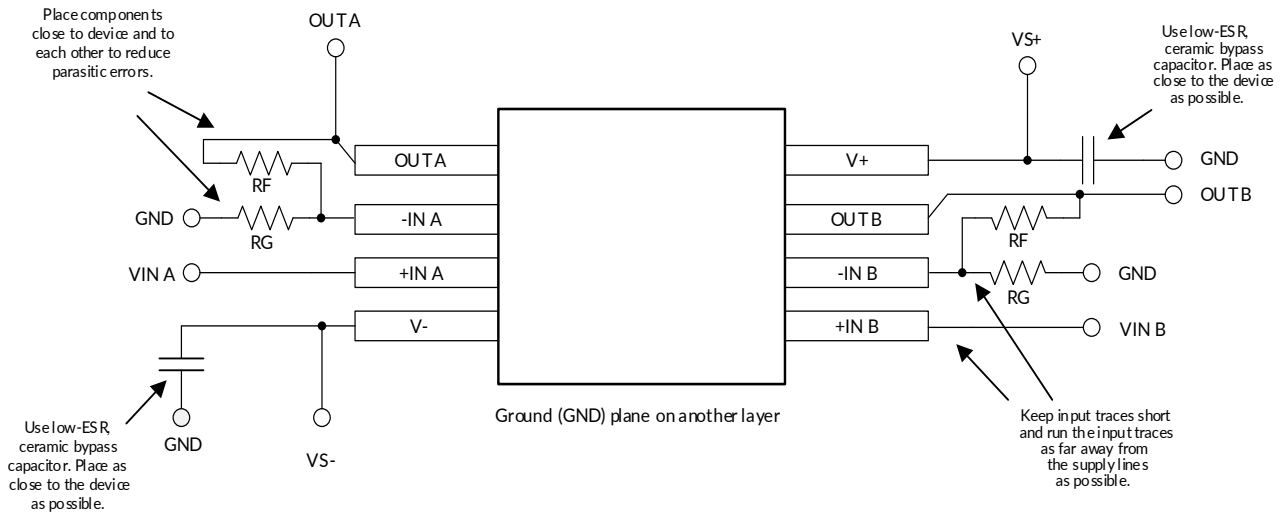 Place components
close to device and to
each other to reduce
parasitic errors.
OUT A
VS+
Use low-ESR,
ceramic bypass
capacitor. Place as
close to the device
as possible.
OUT A
V+
GND
RF
OUT B
GND
-IN A
OUT B
RF
RG
VIN A
+IN A
-IN B
GND
RG
V-
+IN B
VIN B
Ground (GND) plane on another layer
Keep input traces short
and run the input traces
as far away from
the supply lines
as possible.
Use low-ESR,
ceramic bypass
capacitor. Place as
close to the device
as possible.
GND
VS-